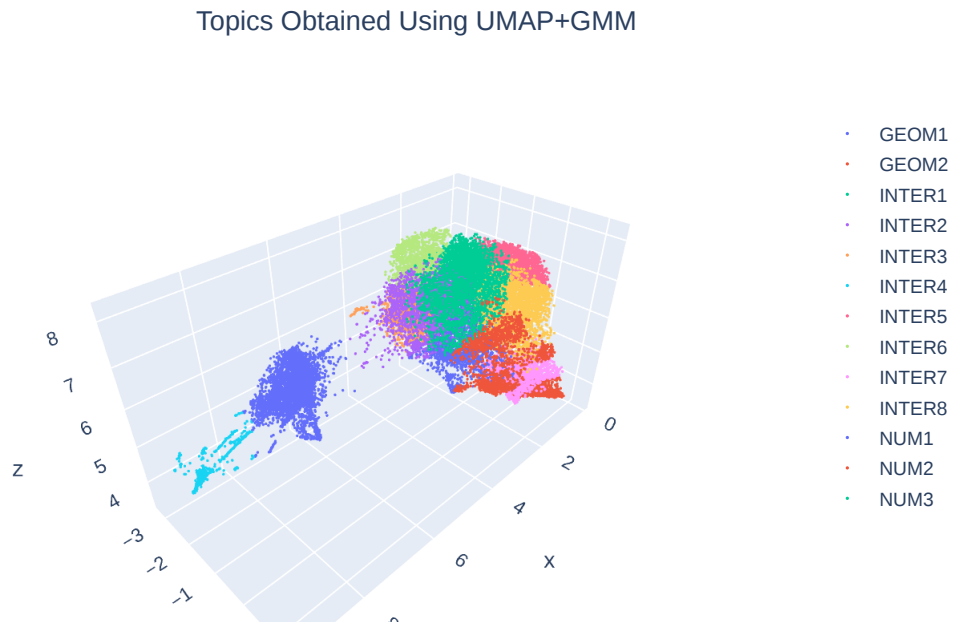 Topics Obtained Using UMAP+GMM
GEOM1
GEOM2
INTER1
INTER2
INTER3
INTER4
INTER5
INTER6
INTER7
INTER8
NUM1
NUM2
NUM3
8
7
6
5
4
z
−3
−2
−1
0
2
4
6
x